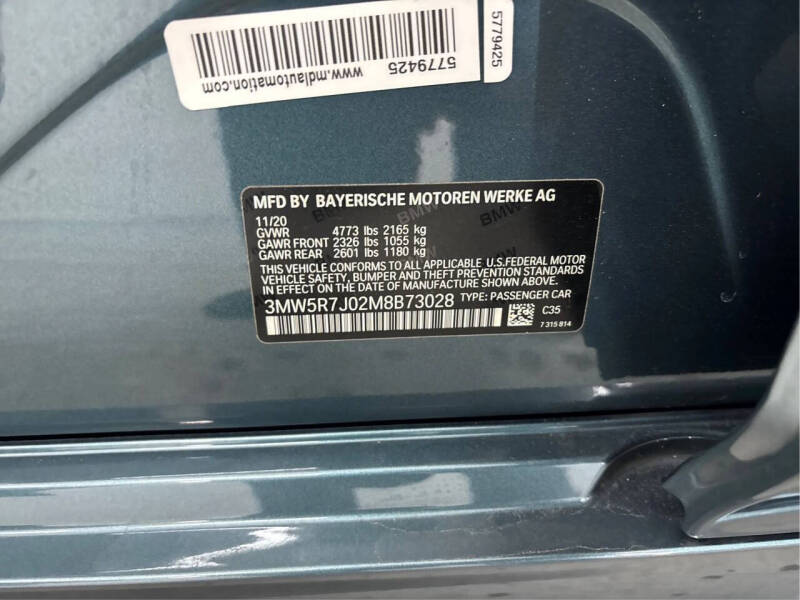 5779425
www.mdlautomation.com
5779425
MFD BY BAYERISCHE MOTOREN WERKE AG
11/20
GVWR 4773 lbs 2165 kg
GAWR FRONT 2326 lbs 1055 kg
GAWR REAR 2601 lbs 1180 kg
THIS VEHICLE CONFORMS TO ALL APPLICABLE U.S.FEDERAL MOTOR
VEHICLE SAFETY, BUMPER AND THEFT PREVENTION STANDARDS
IN EFFECT ON THE DATE OF MANUFACTURE SHOWN ABOVE.
3MW5R7J02M8B73028 TYPE: PASSENGER CAR
C35
7 315 814
BMW
BMW